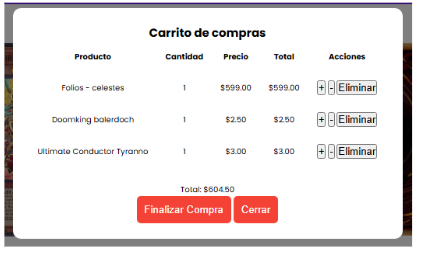 Carrito de compras
Producto Cantidad Precio Total Acciones
Folios - celestes 1 $599.00 $599.00 + - Eliminar
Doomking balerdoch 1 $2.50 $2.50 + - Eliminar
Ultimate Conductor Tyranno 1 $3.00 $3.00 + - Eliminar
Total: $604.50
Finalizar Compra Cerrar